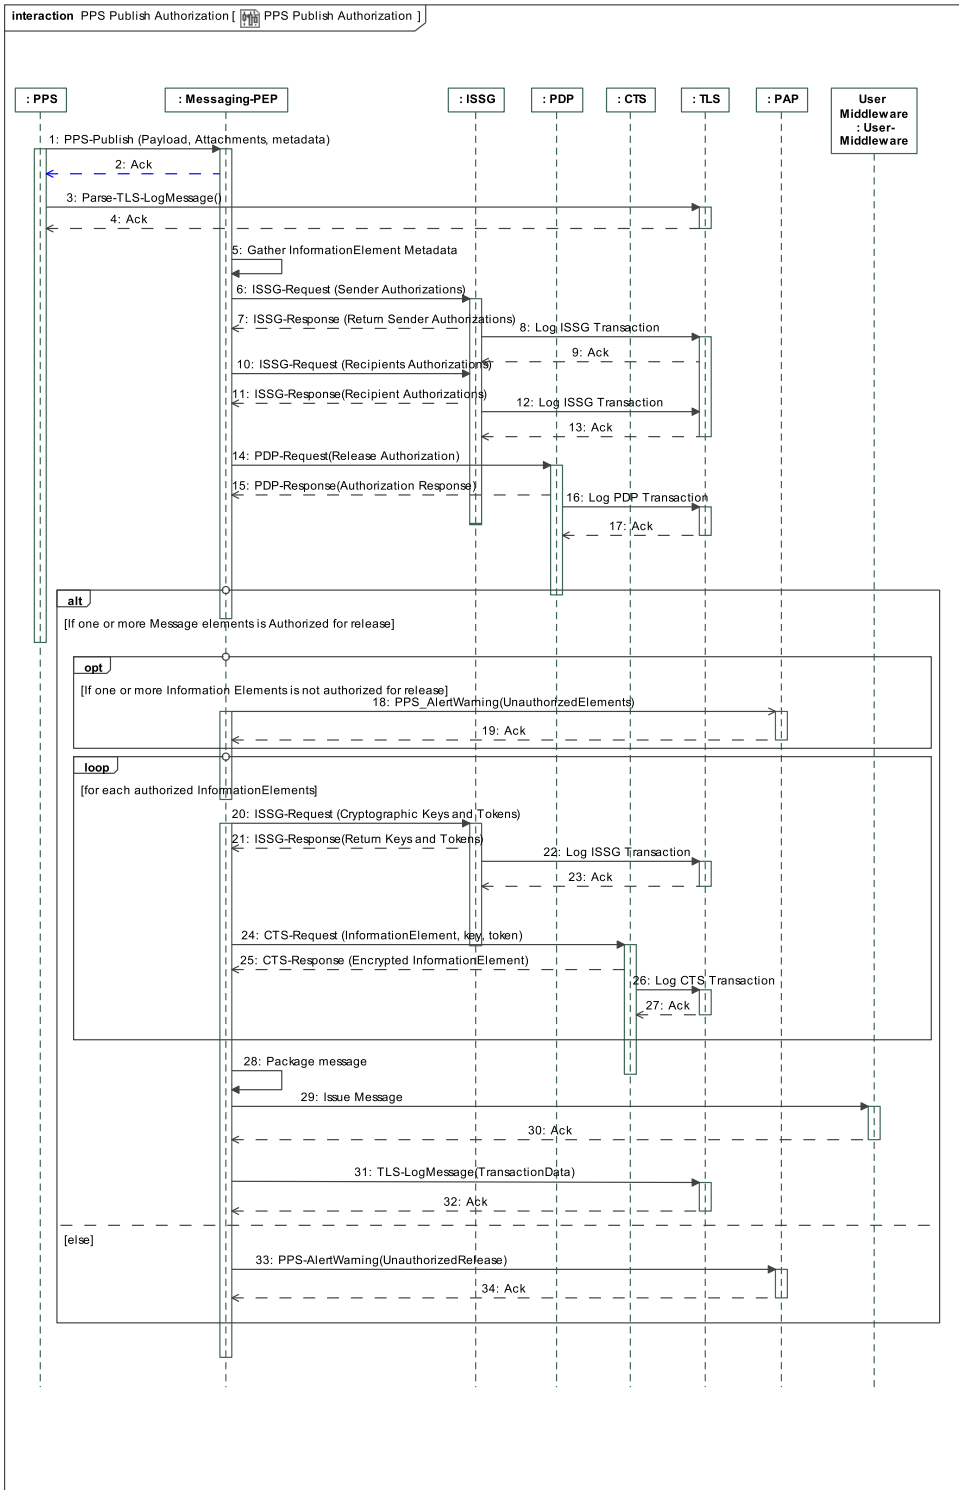 interaction PPS Publish Authorization [ PPS Publish Authorization ]
: PPS
: Messaging-PEP
: ISSG
: PDP
: CTS
: TLS
: PAP
User
Middleware
: User-
Middleware
1: PPS-Publish (Payload, Attachments, metadata)
2: Ack
3: Parse-TLS-LogMessage()
4: Ack
5: Gather InformationElement Metadata
6: ISSG-Request (Sender Authorizations)
7: ISSG-Response (Return Sender Authorizations)
8: Log ISSG Transaction
9: Ack
10: ISSG-Request (Recipients Authorizations)
11: ISSG-Response(Recipient Authorizations)
12: Log ISSG Transaction
13: Ack
14: PDP-Request(Release Authorization)
15: PDP-Response(Authorization Response)
16: Log PDP Transaction
17: Ack
alt
[If one or more Message elements is Authorized for release]
opt
[If one or more Information Elements is not authorized for release]
18: PPS_AlertWarning(UnauthorizedElements)
19: Ack
loop
[for each authorized InformationElements]
20: ISSG-Request (Cryptographic Keys and Tokens)
21: ISSG-Response(Return Keys and Tokens)
22: Log ISSG Transaction
23: Ack
24: CTS-Request (InformationElement, key, token)
25: CTS-Response (Encrypted InformationElement)
26: Log CTS Transaction
27: Ack
28: Package message
29: Issue Message
30: Ack
31: TLS-LogMessage(TransactionData)
32: Ack
[else]
33: PPS-AlertWarning(UnauthorizedRelease)
34: Ack